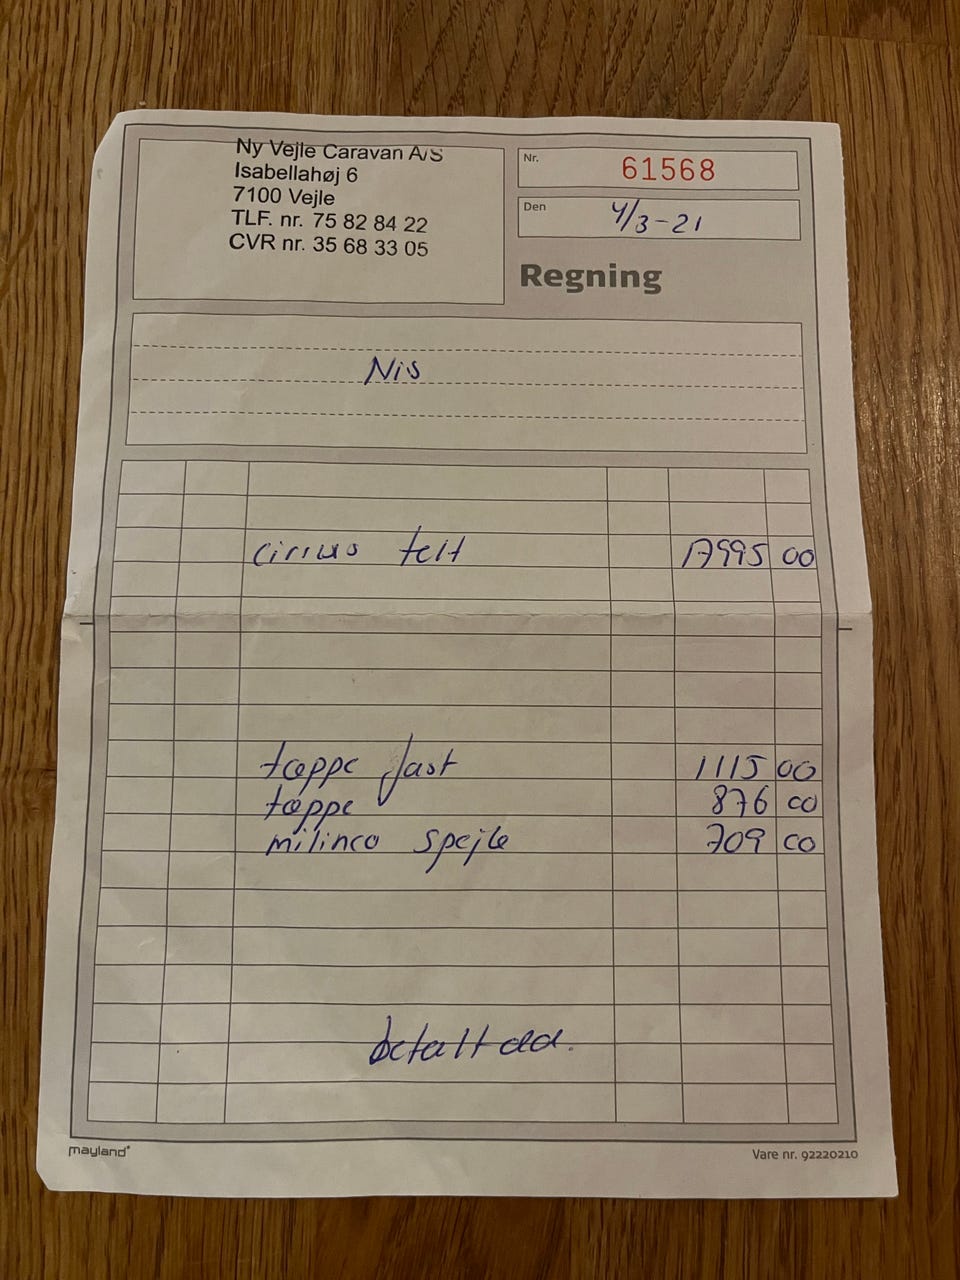 Ny Vejle Caravan A/S
Isabellahøj 6
7100 Vejle
TLF. nr. 75 82 84 22
CVR nr. 35 68 33 05
Nr. 61568
Den 4/3-21
Regning
Nis
cirrus telt 17995 00
tæppe fast 1115 00
tæppe 876 00
milinco spejle 709 00
betalt dd.
mayland
Vare nr. 92220210